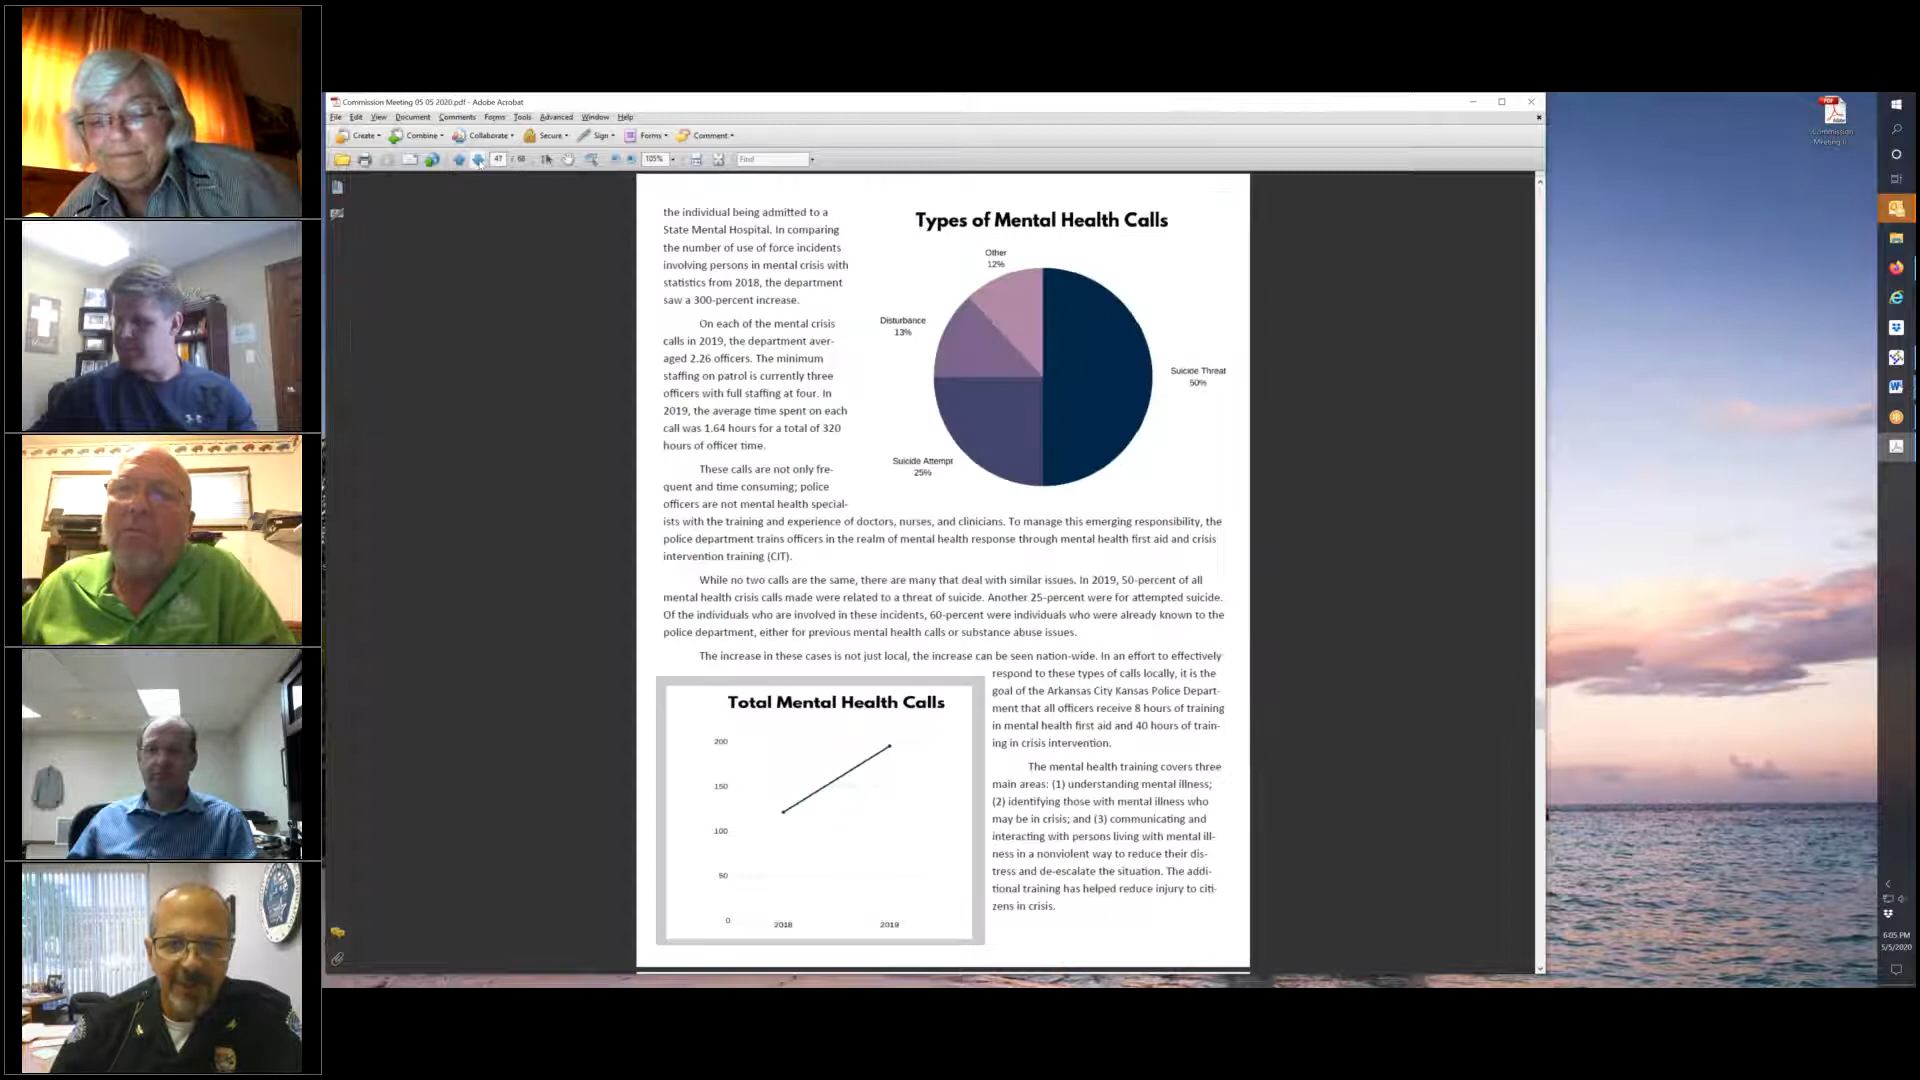 Commission Meeting 05 05 2020.pdf - Adobe Acrobat
File Edit View Document Comments Forms Tools Advanced Window Help
Create Combine Collaborate Secure Sign Forms Comment
47 / 68 105% Find
the individual being admitted to a
State Mental Hospital. In comparing
the number of use of force incidents
involving persons in mental crisis with
statistics from 2018, the department
saw a 300-percent increase.
On each of the mental crisis
calls in 2019, the department aver-
aged 2.26 officers. The minimum
staffing on patrol is currently three
officers with full staffing at four. In
2019, the average time spent on each
call was 1.64 hours for a total of 320
hours of officer time.
These calls are not only fre-
quent and time consuming; police
officers are not mental health special-
ists with the training and experience of doctors, nurses, and clinicians. To manage this emerging responsibility, the
police department trains officers in the realm of mental health response through mental health first aid and crisis
intervention training (CIT).
Types of Mental Health Calls
Other
12%
Disturbance
13%
Suicide Threat
50%
Suicide Attempt
25%
While no two calls are the same, there are many that deal with similar issues. In 2019, 50-percent of all
mental health crisis calls made were related to a threat of suicide. Another 25-percent were for attempted suicide.
Of the individuals who are involved in these incidents, 60-percent were individuals who were already known to the
police department, either for previous mental health calls or substance abuse issues.
The increase in these cases is not just local, the increase can be seen nation-wide. In an effort to effectively
respond to these types of calls locally, it is the
goal of the Arkansas City Kansas Police Depart-
ment that all officers receive 8 hours of training
in mental health first aid and 40 hours of train-
ing in crisis intervention.
The mental health training covers three
main areas: (1) understanding mental illness;
(2) identifying those with mental illness who
may be in crisis; and (3) communicating and
interacting with persons living with mental ill-
ness in a nonviolent way to reduce their dis-
tress and de-escalate the situation. The addi-
tional training has helped reduce injury to citi-
zens in crisis.
Total Mental Health Calls
200
150
100
50
0
2018 2019
PDF
Adobe
Commission
Meeting 0...
6:05 PM
5/5/2020